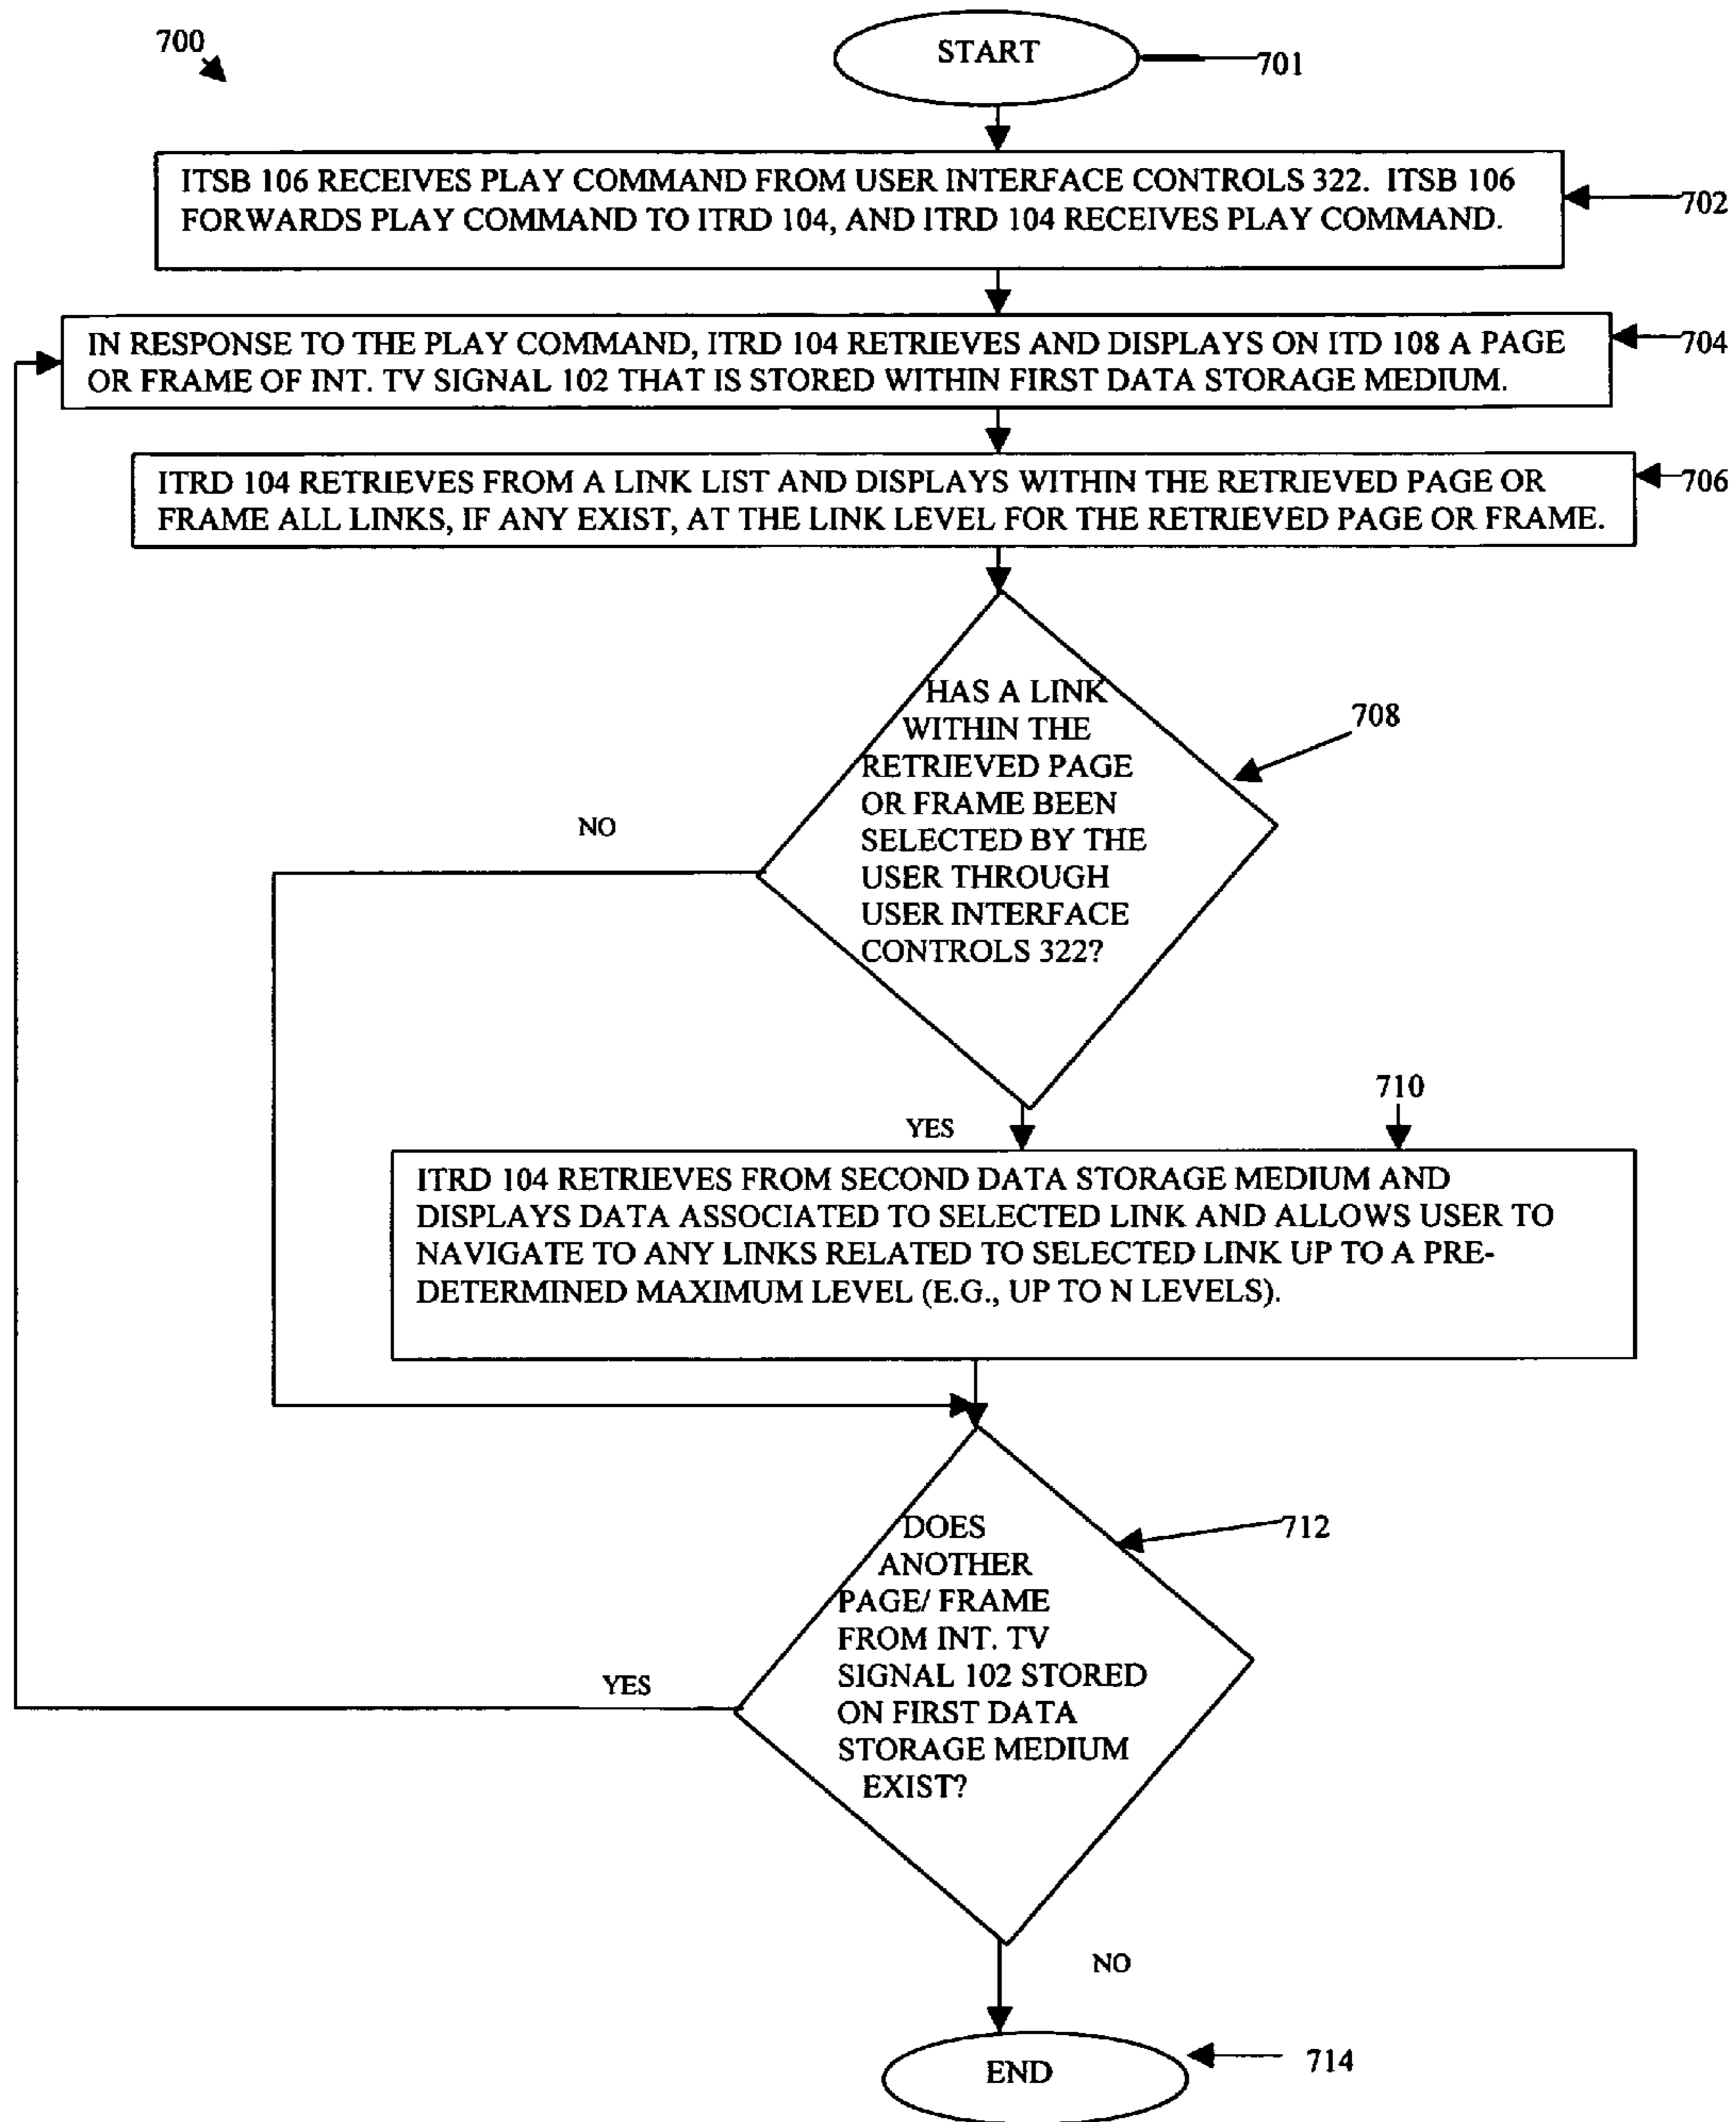 700
START
701
ITSB 106 RECEIVES PLAY COMMAND FROM USER INTERFACE CONTROLS 322. ITSB 106
FORWARDS PLAY COMMAND TO ITRD 104, AND ITRD 104 RECEIVES PLAY COMMAND.
702
IN RESPONSE TO THE PLAY COMMAND, ITRD 104 RETRIEVES AND DISPLAYS ON ITD 108 A PAGE
OR FRAME OF INT. TV SIGNAL 102 THAT IS STORED WITHIN FIRST DATA STORAGE MEDIUM.
704
ITRD 104 RETRIEVES FROM A LINK LIST AND DISPLAYS WITHIN THE RETRIEVED PAGE OR
FRAME ALL LINKS, IF ANY EXIST, AT THE LINK LEVEL FOR THE RETRIEVED PAGE OR FRAME.
706
HAS A LINK
WITHIN THE
RETRIEVED PAGE
OR FRAME BEEN
SELECTED BY THE
USER THROUGH
USER INTERFACE
CONTROLS 322?
708
NO
YES
710
ITRD 104 RETRIEVES FROM SECOND DATA STORAGE MEDIUM AND
DISPLAYS DATA ASSOCIATED TO SELECTED LINK AND ALLOWS USER TO
NAVIGATE TO ANY LINKS RELATED TO SELECTED LINK UP TO A PRE-
DETERMINED MAXIMUM LEVEL (E.G., UP TO N LEVELS).
DOES
ANOTHER
PAGE/ FRAME
FROM INT. TV
SIGNAL 102 STORED
ON FIRST DATA
STORAGE MEDIUM
EXIST?
712
YES
NO
END
714